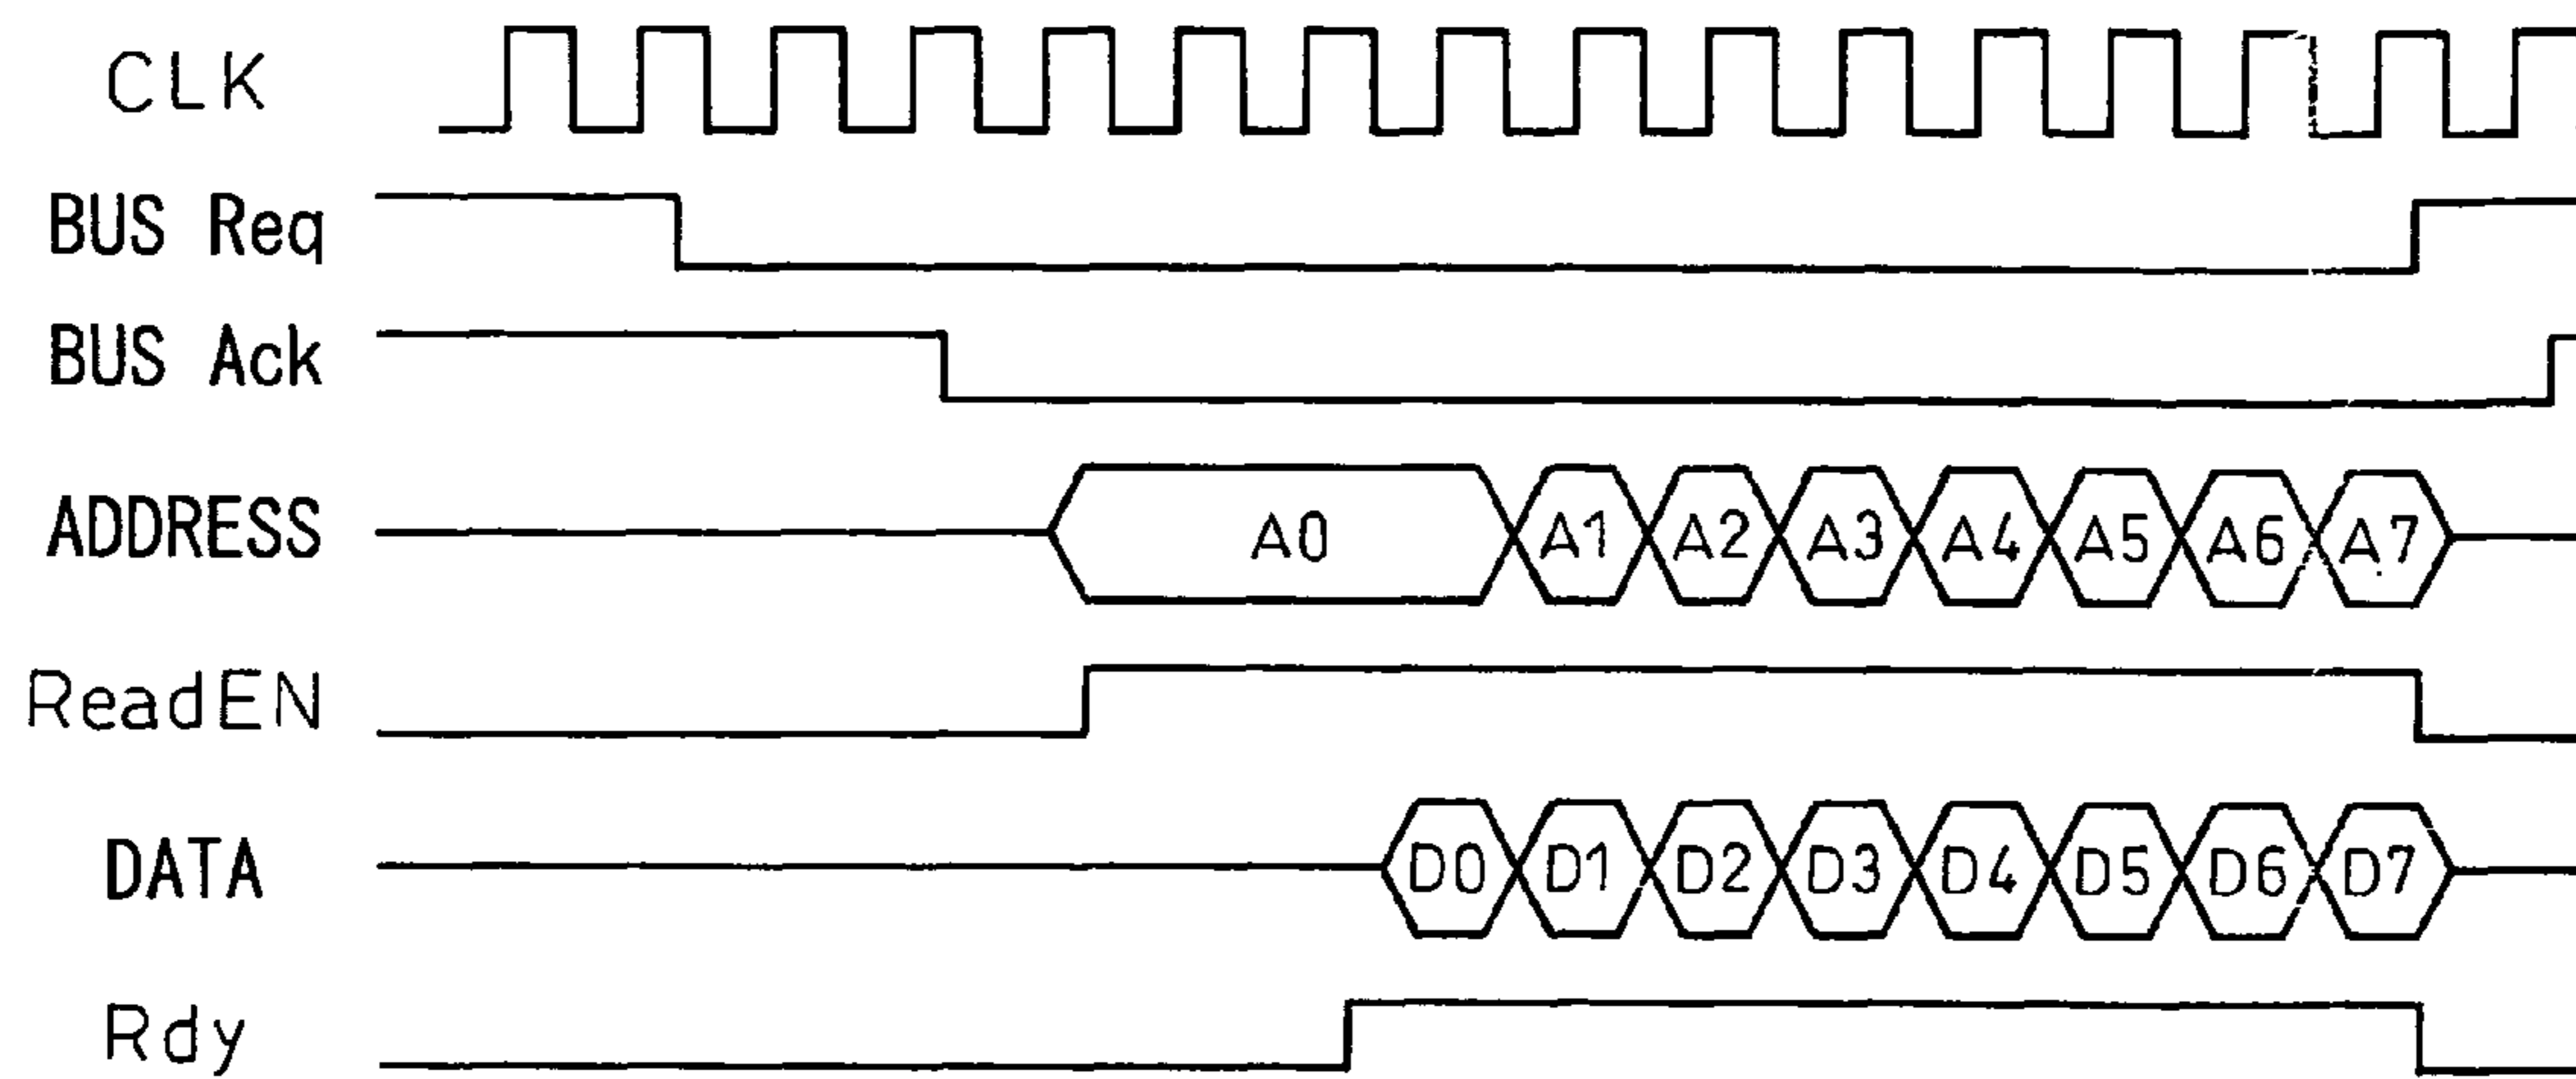 CLK
BUS Req
BUS Ack
ADDRESS A0 A1 A2 A3 A4 A5 A6 A7
ReadEN
DATA D0 D1 D2 D3 D4 D5 D6 D7
Rdy